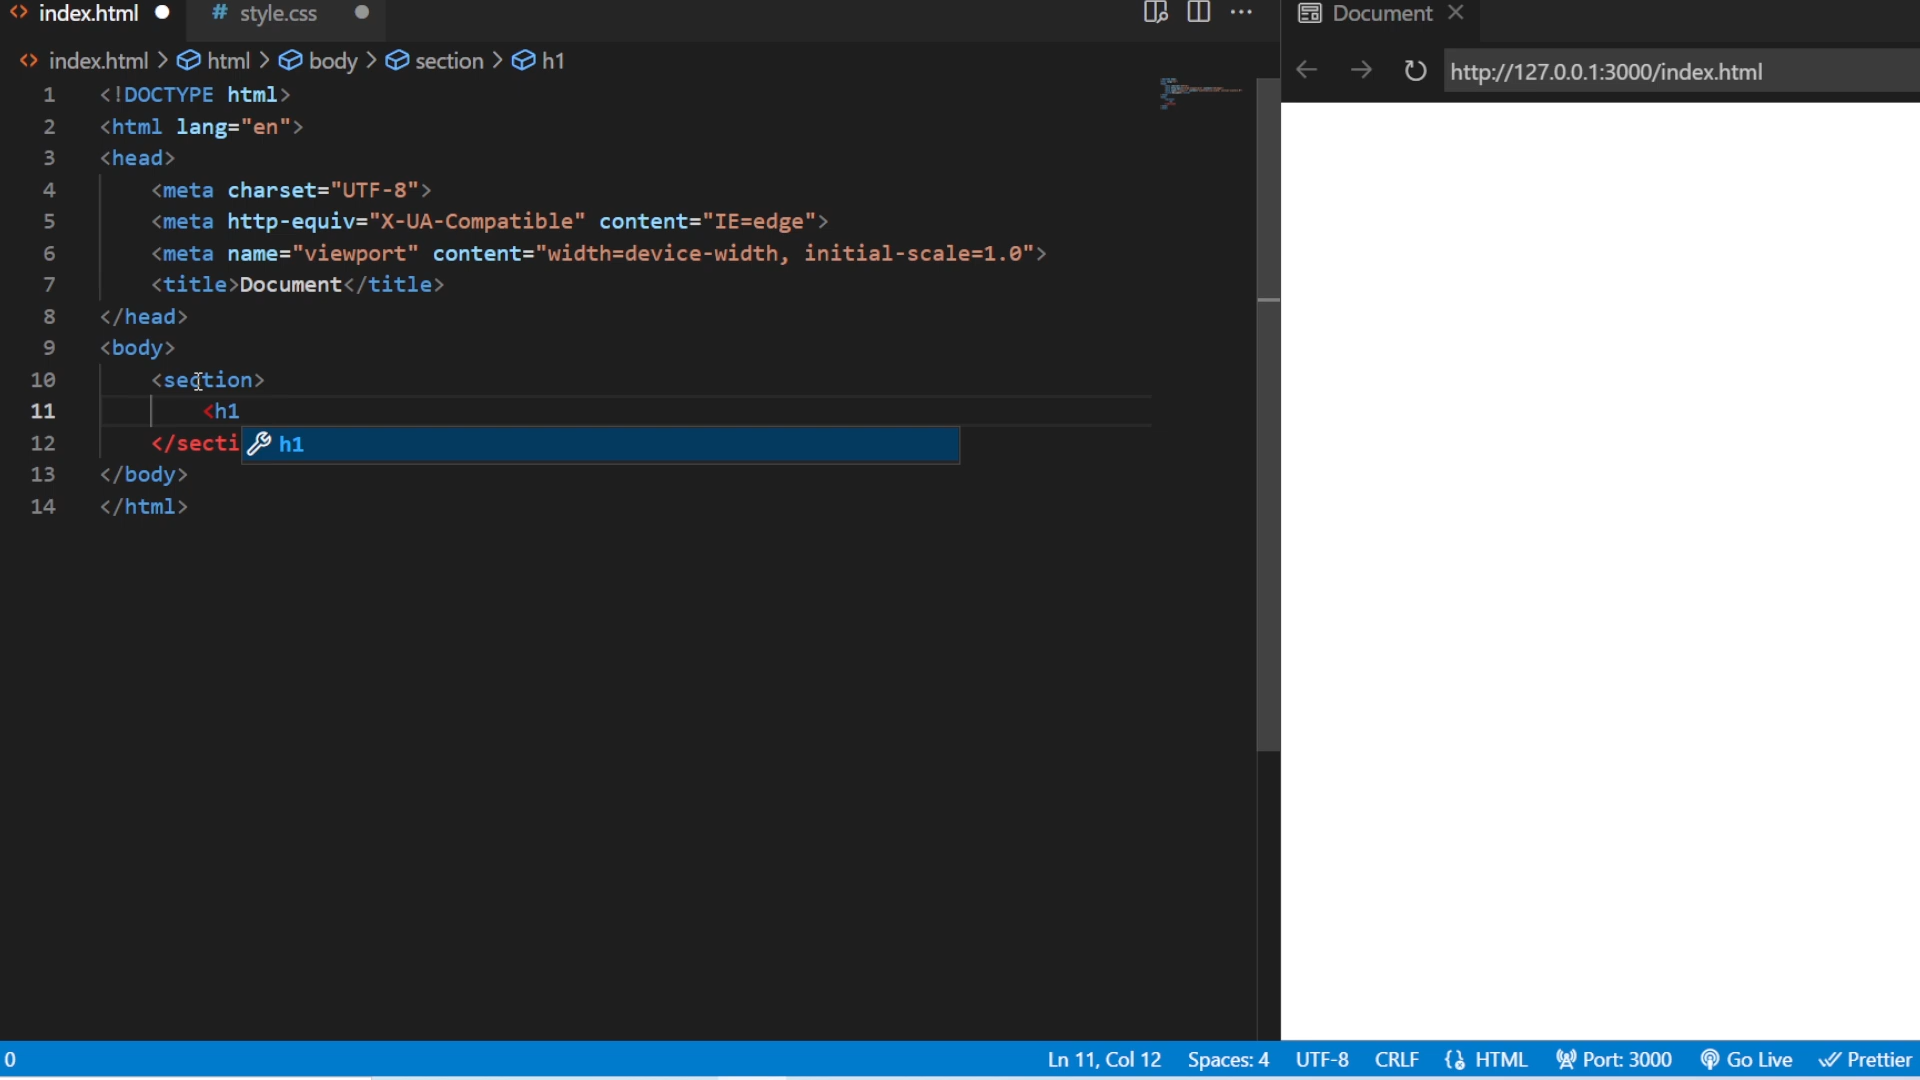 index.html
style.css
Document
index.html > html > body > section > h1
http://127.0.0.1:3000/index.html
1 <!DOCTYPE html>
2 <html lang="en">
3 <head>
4 <meta charset="UTF-8">
5 <meta http-equiv="X-UA-Compatible" content="IE=edge">
6 <meta name="viewport" content="width=device-width, initial-scale=1.0">
7 <title>Document</title>
8 </head>
9 <body>
10 <section>
11 <h1
12 </secti
h1
13 </body>
14 </html>
0
Ln 11, Col 12
Spaces: 4
UTF-8
CRLF
HTML
Port: 3000
Go Live
Prettier